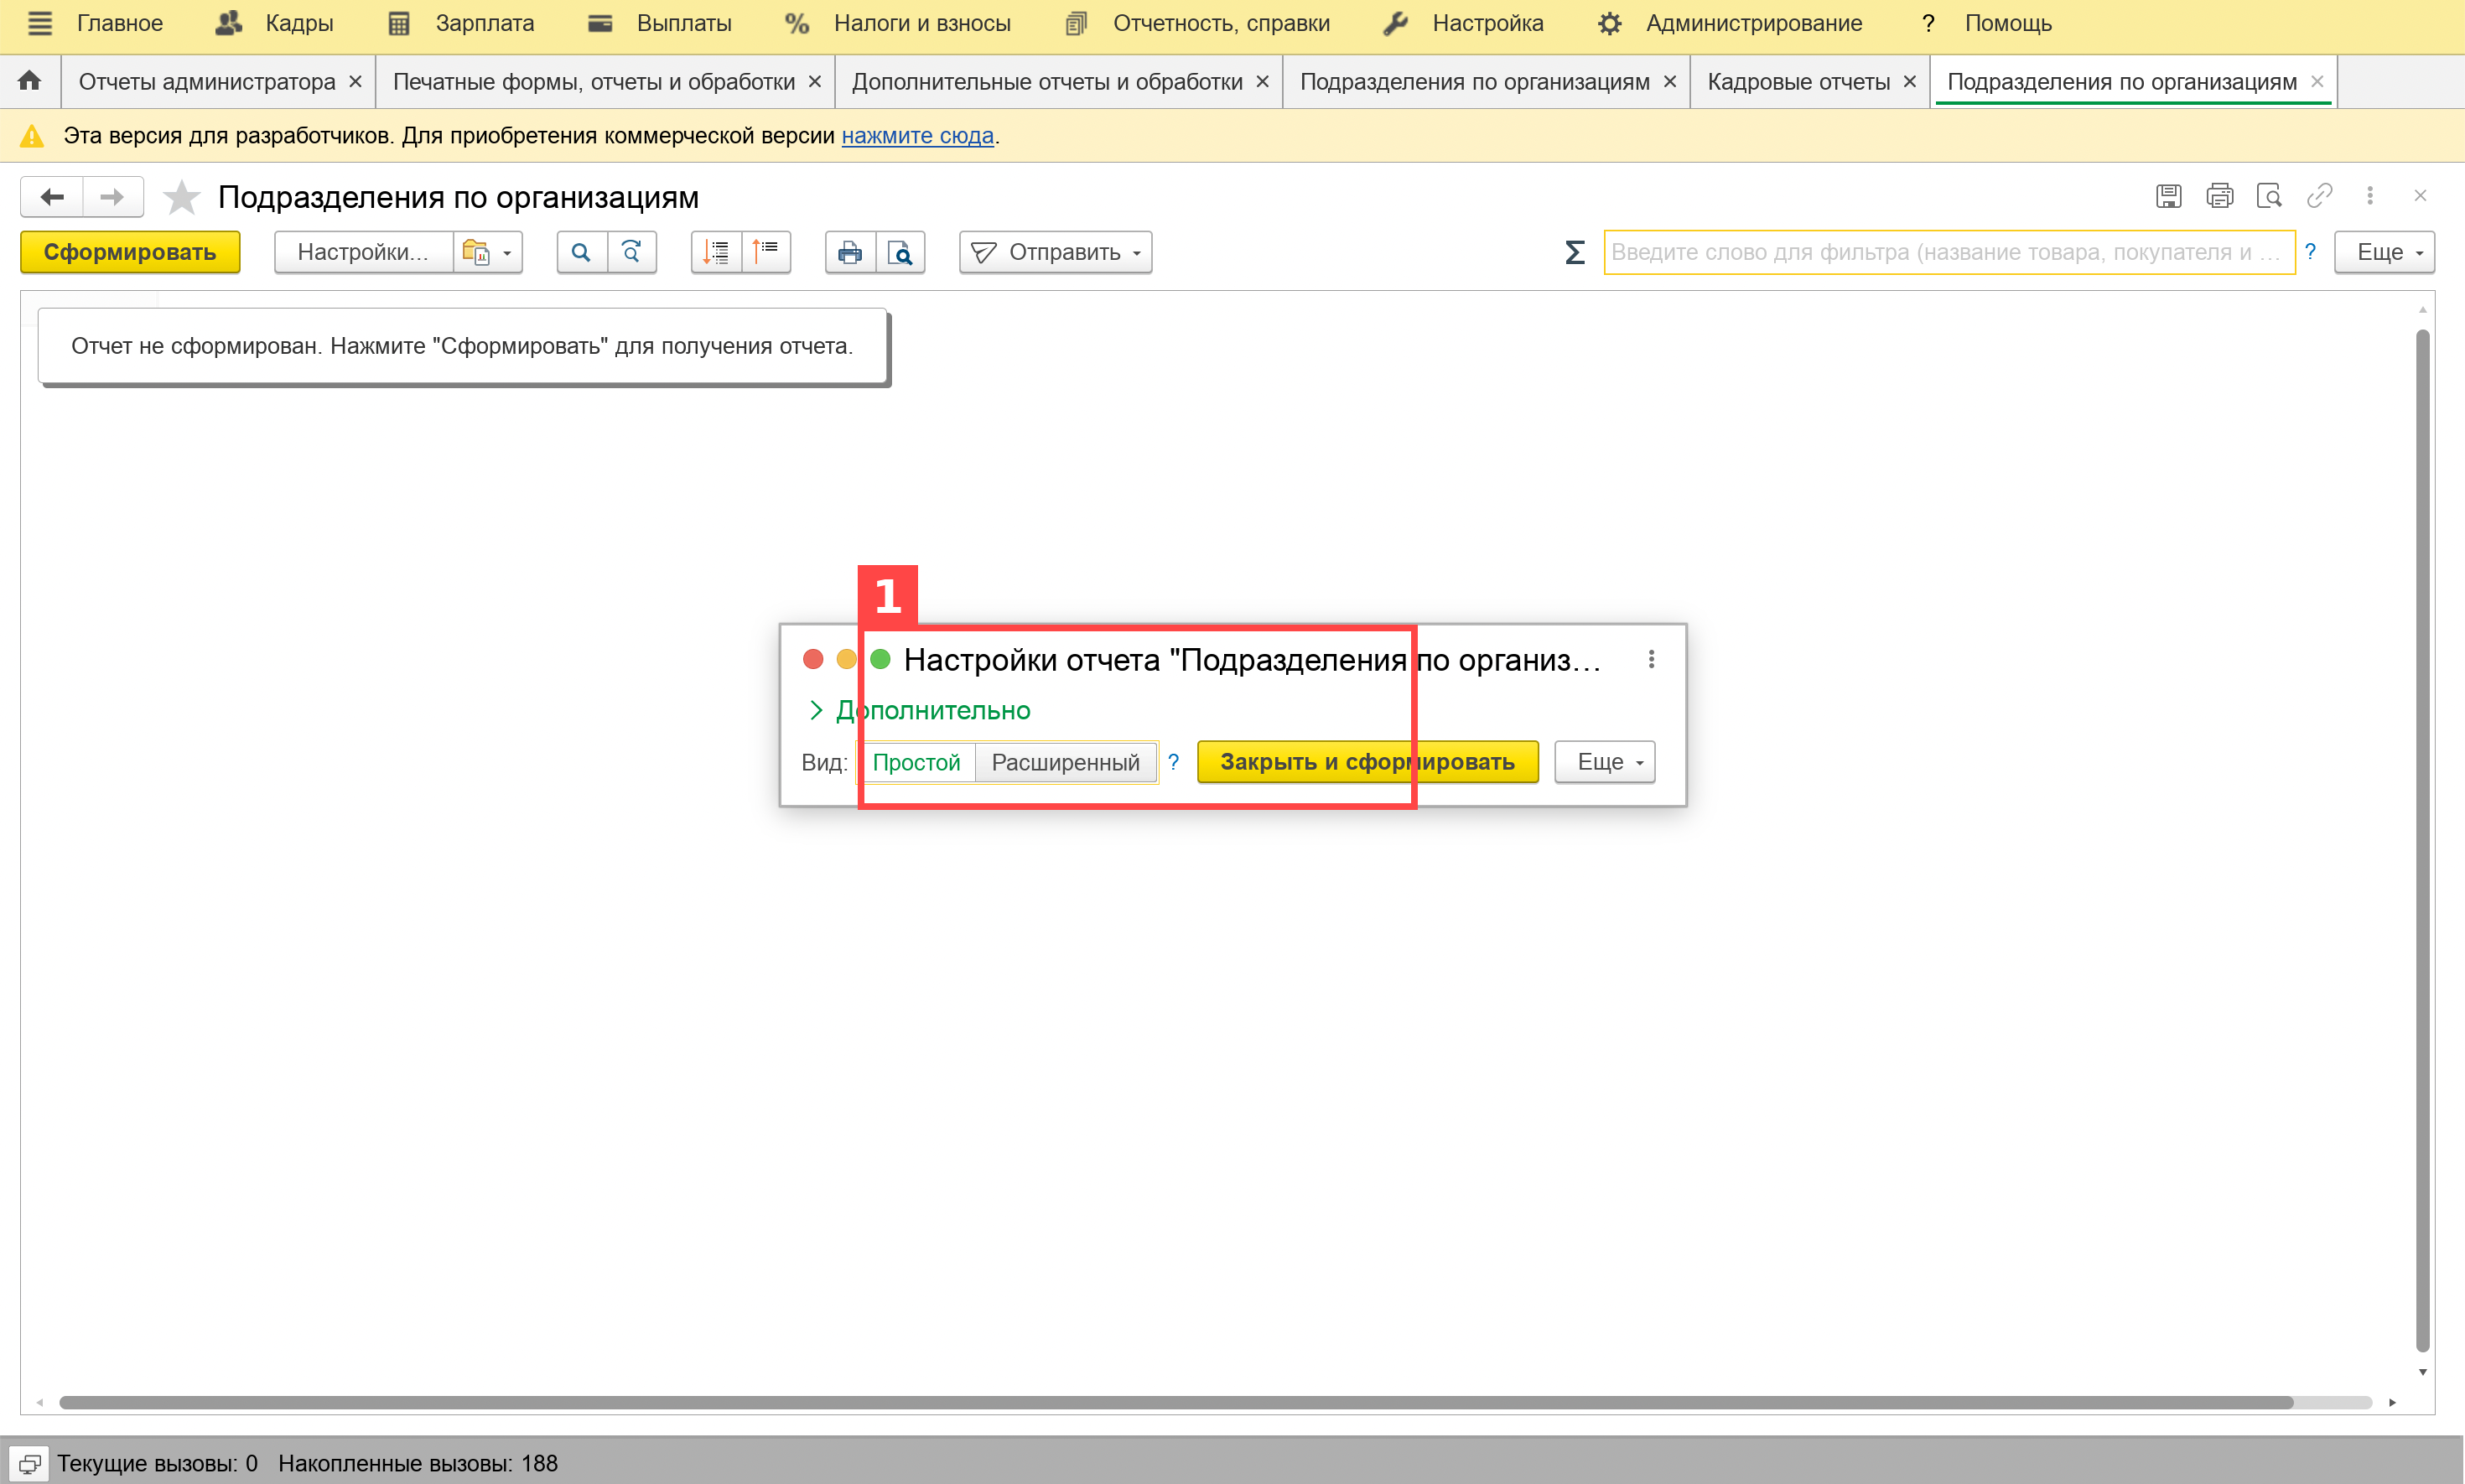 Главное Кадры Зарплата Выплаты Налоги и взносы Отчетность, справки Настройка Администрирование ? Помощь
Отчеты администратора Печатные формы, отчеты и обработки Дополнительные отчеты и обработки Подразделения по организациям Кадровые отчеты Подразделения по организациям
Эта версия для разработчиков. Для приобретения коммерческой версии нажмите сюда.
Подразделения по организациям
Сформировать Настройки... Отправить Σ Введите слово для фильтра (название товара, покупателя и ... ? Еще
Отчет не сформирован. Нажмите "Сформировать" для получения отчета.
1
Настройки отчета "Подразделения по организ...
Дополнительно
Вид: Простой Расширенный ? Закрыть и сформировать Еще
Текущие вызовы: 0 Накопленные вызовы: 188